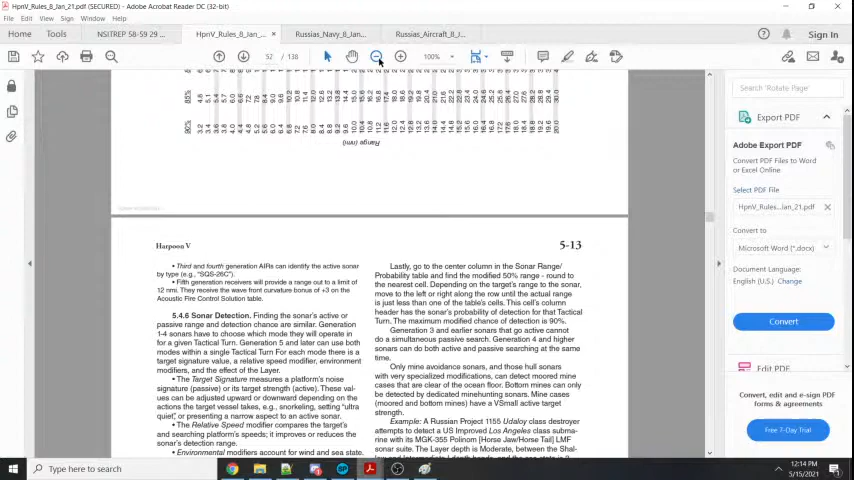 HpnV_Rules_8_Jan_21.pdf (SECURED) - Adobe Acrobat Reader DC (32-bit)
File Edit View Sign Window Help
Home Tools NSITREP 58-59 29 ... HpnV_Rules_8_Jan_... × Russias_Navy_8_Jan... Russias_Aircraft_8_J... Sign In
52 / 138 100%
90%
85%
Range (nmi)
Harpoon V 5-13
• Third and fourth generation AIRs can identify the active sonar
by type (e.g., "SQS-26C").
• Fifth generation receivers will provide a range out to a limit of
12 nmi. They receive the wave front curvature bonus of +3 on the
Acoustic Fire Control Solution table.
5.4.6 Sonar Detection. Finding the sonar's active or
passive range and detection chance are similar. Generation
1-4 sonars have to choose which mode they will operate in
for a given Tactical Turn. Generation 5 and later can use both
modes within a single Tactical Turn For each mode there is a
target signature value, a relative speed modifier, environment
modifiers, and the effect of the Layer.
• The Target Signature measures a platform's noise
signature (passive) or its target strength (active). These val-
ues can be adjusted upward or downward depending on the
actions the target vessel takes, e.g., snorkeling, setting "ultra
quiet", or presenting a narrow aspect to an active sonar.
• The Relative Speed modifier compares the target's
and searching platform's speeds; it improves or reduces the
sonar's detection range.
• Environmental modifiers account for wind and sea state.
Lastly, go to the center column in the Sonar Range/
Probability table and find the modified 50% range - round to
the nearest cell. Depending on the target's range to the sonar,
move to the left or right along the row until the actual range
is just less than one of the table's cells. This cell's column
header has the sonar's probability of detection for that Tactical
Turn. The maximum modified chance of detection is 90%.
Generation 3 and earlier sonars that go active cannot
do a simultaneous passive search. Generation 4 and higher
sonars can do both active and passive searching at the same
time.
Only mine avoidance sonars, and those hull sonars
with very specialized modifications, can detect moored mine
cases that are clear of the ocean floor. Bottom mines can only
be detected by dedicated minehunting sonars. Mine cases
(moored and bottom mines) have a VSmall active target
strength.
Example: A Russian Project 1155 Udaloy class destroyer
attempts to detect a US Improved Los Angeles class subma-
rine with its MGK-355 Polinom [Horse Jaw/Horse Tail] LMF
sonar suite. The Layer depth is Moderate, between the Shal-
Search 'Rotate Page'
Export PDF
Adobe Export PDF
Convert PDF Files to Word
or Excel Online
Select PDF File
HpnV_Rules...Jan_21.pdf ×
Convert to
Microsoft Word (*.docx)
Document Language:
English (U.S.) Change
Convert
Edit PDF
Convert, edit and e-sign PDF
forms & agreements
Free 7-Day Trial
Type here to search
12:14 PM
5/15/2021